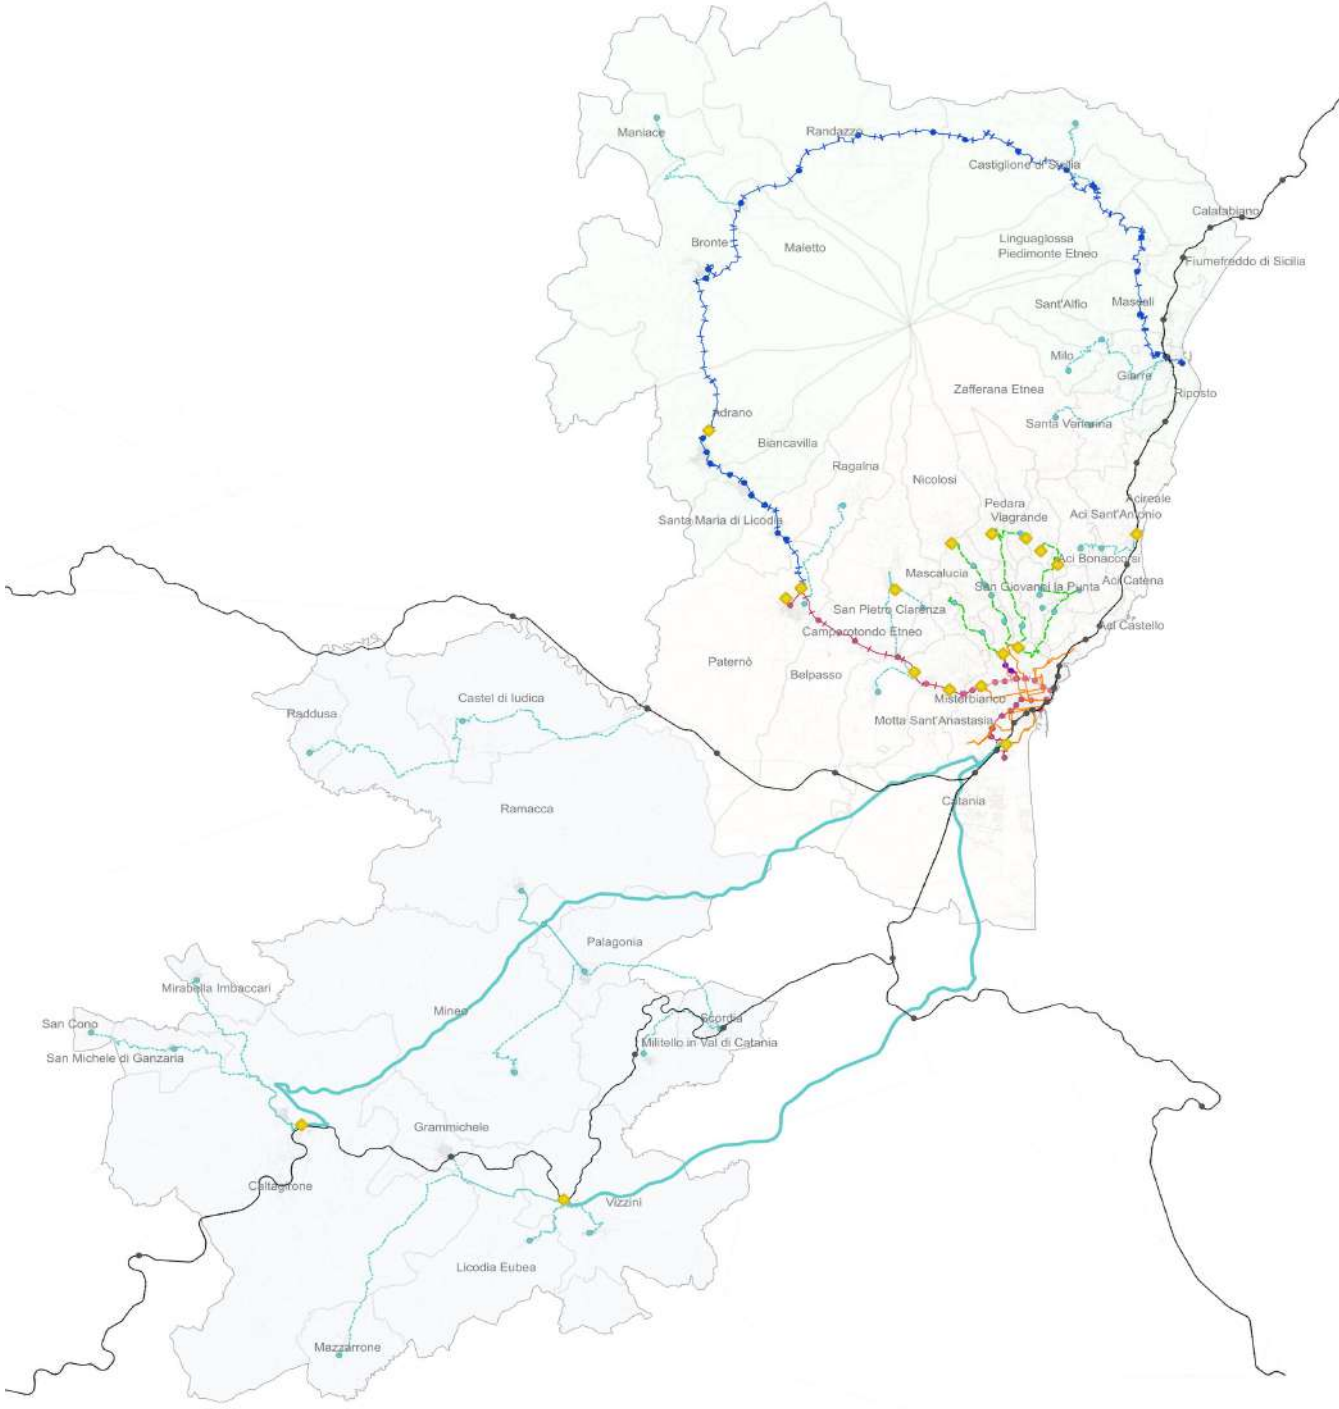 Maniace
Randazzo
Castiglione di Sicilia
Calatabiano
Bronte
Maletto
Linguaglossa
Piedimonte Etneo
Fiumefreddo di Sicilia
Sant'Alfio
Mascali
Milo
Giarre
Zafferana Etnea
Riposto
Adrano
Santa Venerina
Biancavilla
Ragalna
Nicolosi
Acireale
Pedara
Viagrande
Aci Sant'Antonio
Santa Maria di Licodia
Aci Bonaccorsi
Mascalucia
San Giovanni la Punta
Aci Catena
San Pietro Clarenza
Aci Castello
Camporotondo Etneo
Paternò
Belpasso
Misterbianco
Castel di Iudica
Raddusa
Motta Sant'Anastasia
Ramacca
Catania
Palagonia
Mirabella Imbaccari
Mineo
Scordia
San Cono
Militello in Val di Catania
San Michele di Ganzaria
Grammichele
Caltagirone
Vizzini
Licodia Eubea
Mazzarrone